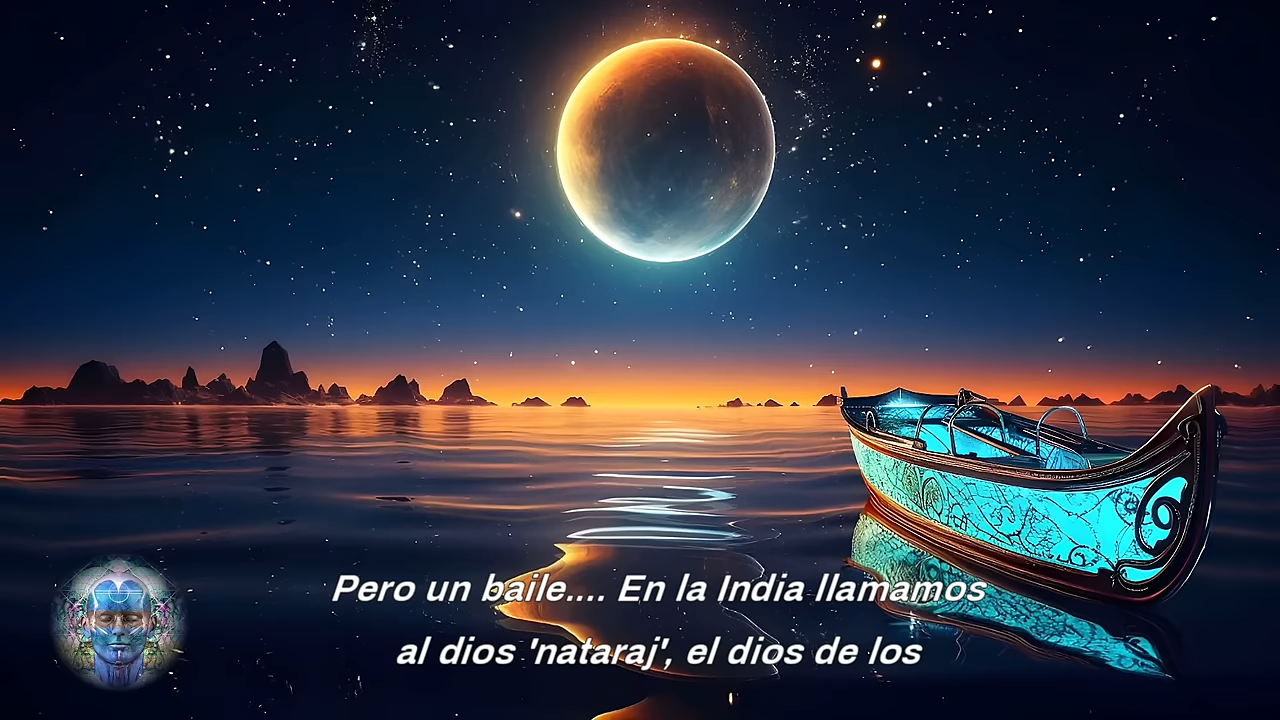 Pero un baile.... En la India llamamos
al dios 'nataraj', el dios de los